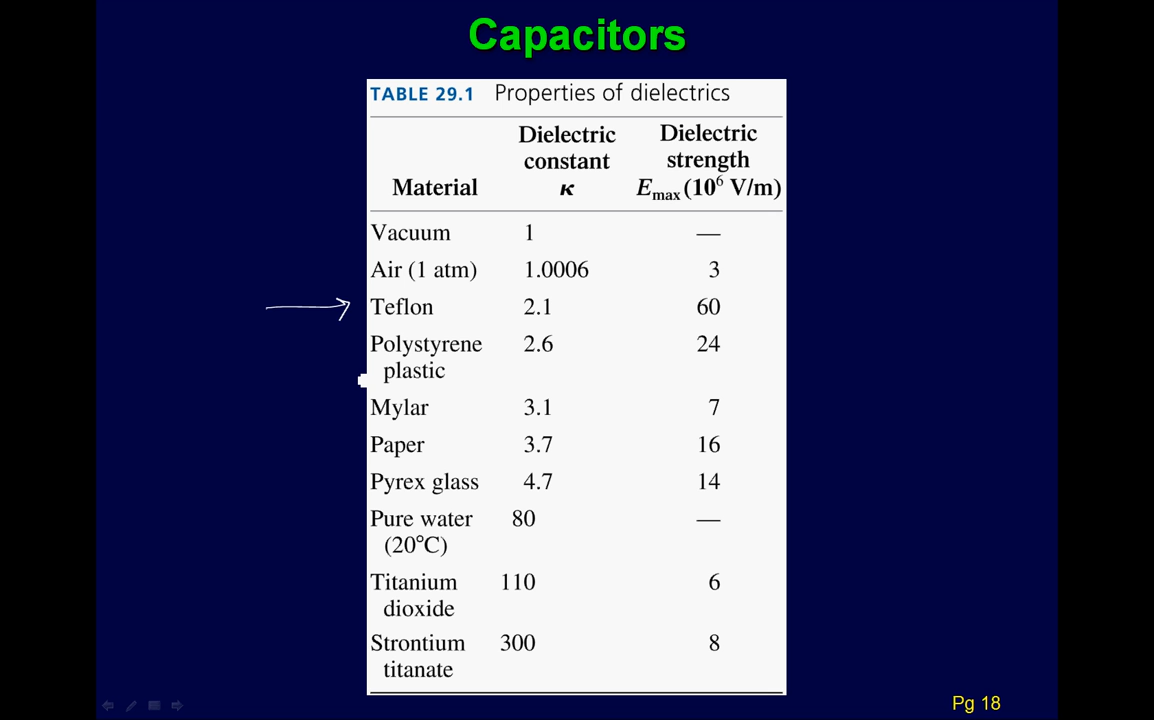 Capacitors
TABLE 29.1 Properties of dielectrics
Material Dielectric constant κ Dielectric strength Emax (10⁶ V/m)
Vacuum 1 —
Air (1 atm) 1.0006 3
Teflon 2.1 60
Polystyrene 2.6 24
plastic
Mylar 3.1 7
Paper 3.7 16
Pyrex glass 4.7 14
Pure water 80 —
(20°C)
Titanium 110 6
dioxide
Strontium 300 8
titanate
Pg 18